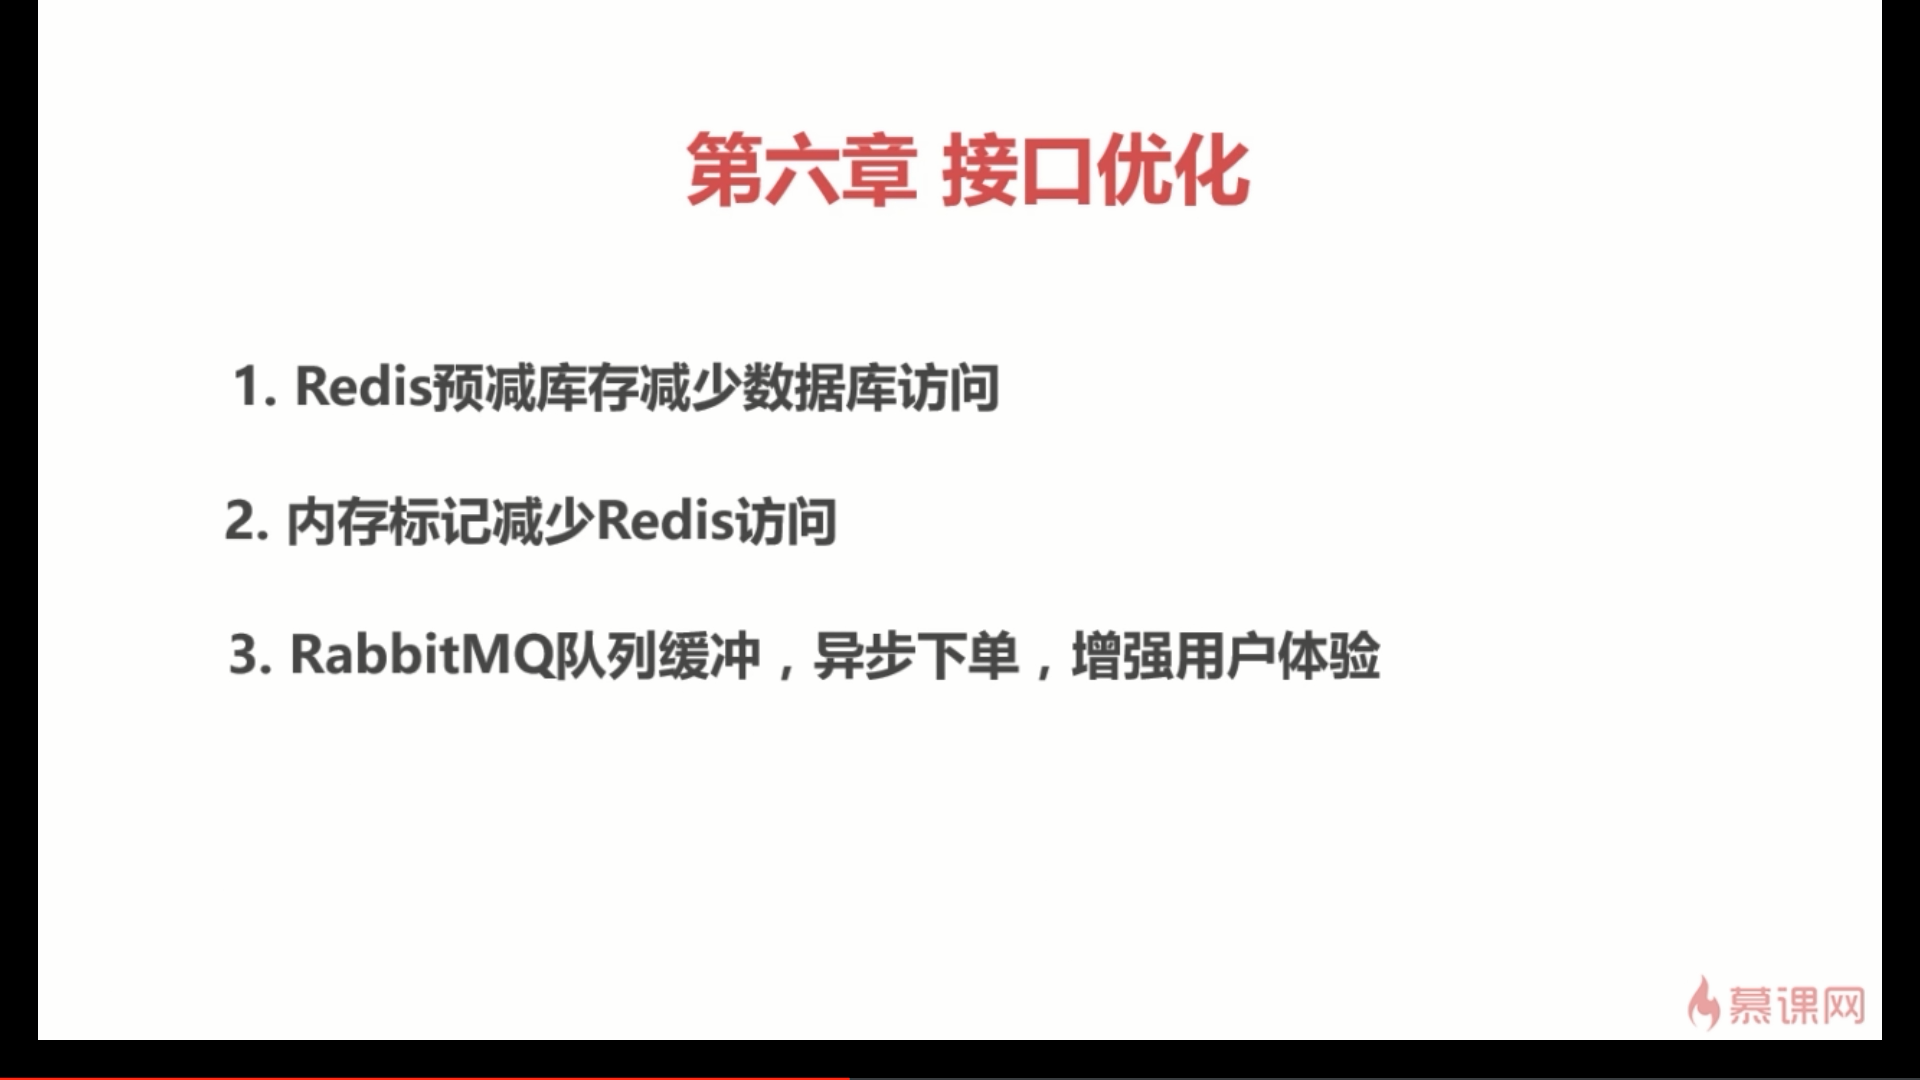 第六章 接口优化
1. Redis预减库存减少数据库访问
2. 内存标记减少Redis访问
3. RabbitMQ队列缓冲，异步下单，增强用户体验
慕课网